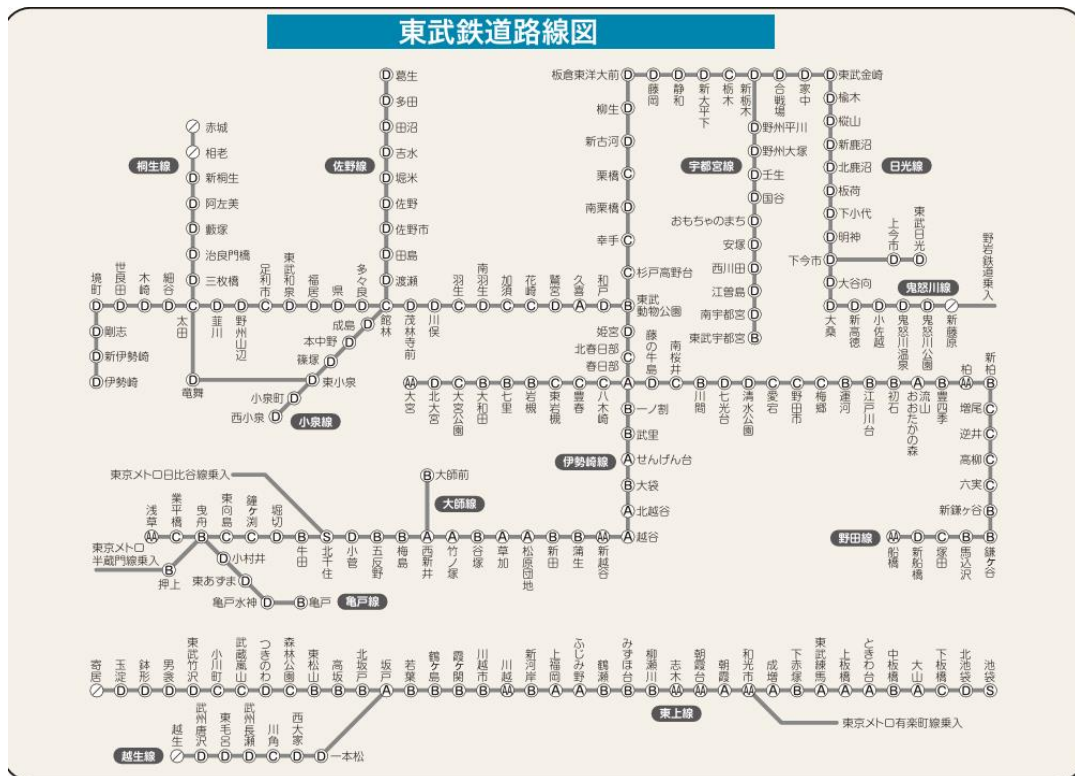 東武鉄道路線図
葛生
多田
田沼
吉水
堀米
佐野
佐野市
田島
渡瀬
佐野線
赤城
相老
新桐生
阿左美
藪塚
治良門橋
三枚橋
桐生線
板倉東洋大前
藤岡
静和
新大平下
栃木
新栃木
合戦場
家中
東武金崎
楡木
樅山
新鹿沼
北鹿沼
板荷
下小代
明神
下今市
上今市
東武日光
日光線
大谷向
大桑
新高徳
小佐越
鬼怒川温泉
鬼怒川公園
新藤原
野岩鉄道乗入
鬼怒川線
柳生
新古河
栗橋
南栗橋
幸手
杉戸高野台
東武動物公園
野州平川
野州大塚
壬生
国谷
おもちゃのまち
安塚
西川田
江曽島
南宇都宮
東武宇都宮
宇都宮線
境町
世良田
木崎
細谷
太田
韮川
野州山辺
足利市
東武和泉
福居
県
多々良
館林
茂林寺前
川俣
羽生
南羽生
加須
花崎
鷲宮
久喜
和戸
剛志
新伊勢崎
伊勢崎
竜舞
成島
本中野
篠塚
東小泉
小泉町
西小泉
小泉線
姫宮
北春日部
春日部
大宮
北大宮
大宮公園
大和田
七里
岩槻
東岩槻
豊春
八木崎
藤の牛島
南桜井
川間
七光台
清水公園
愛宕
野田市
梅郷
運河
江戸川台
初石
流山おおたかの森
豊四季
柏
新柏
増尾
逆井
高柳
六実
新鎌ヶ谷
鎌ヶ谷
馬込沢
塚田
新船橋
船橋
野田線
一ノ割
武里
せんげん台
大袋
北越谷
越谷
伊勢崎線
東京メトロ日比谷線乗入
大師前
大師線
浅草
業平橋
曳舟
東向島
鐘ヶ淵
堀切
牛田
北千住
小菅
五反野
梅島
西新井
竹ノ塚
谷塚
草加
松原団地
新田
蒲生
新越谷
東京メトロ
半蔵門線乗入
押上
小村井
東あずま
亀戸水神
亀戸
亀戸線
寄居
玉淀
鉢形
男衾
東武竹沢
小川町
武蔵嵐山
つきのわ
森林公園
東松山
高坂
北坂戸
坂戸
若葉
鶴ヶ島
霞ヶ関
川越市
川越
新河岸
上福岡
ふじみ野
鶴瀬
みずほ台
柳瀬川
志木
朝霞台
朝霞
和光市
成増
下赤塚
東武練馬
上板橋
ときわ台
中板橋
大山
下板橋
北池袋
池袋
東上線
東京メトロ有楽町線乗入
越生
武州唐沢
東毛呂
武州長瀬
川角
西大家
一本松
越生線